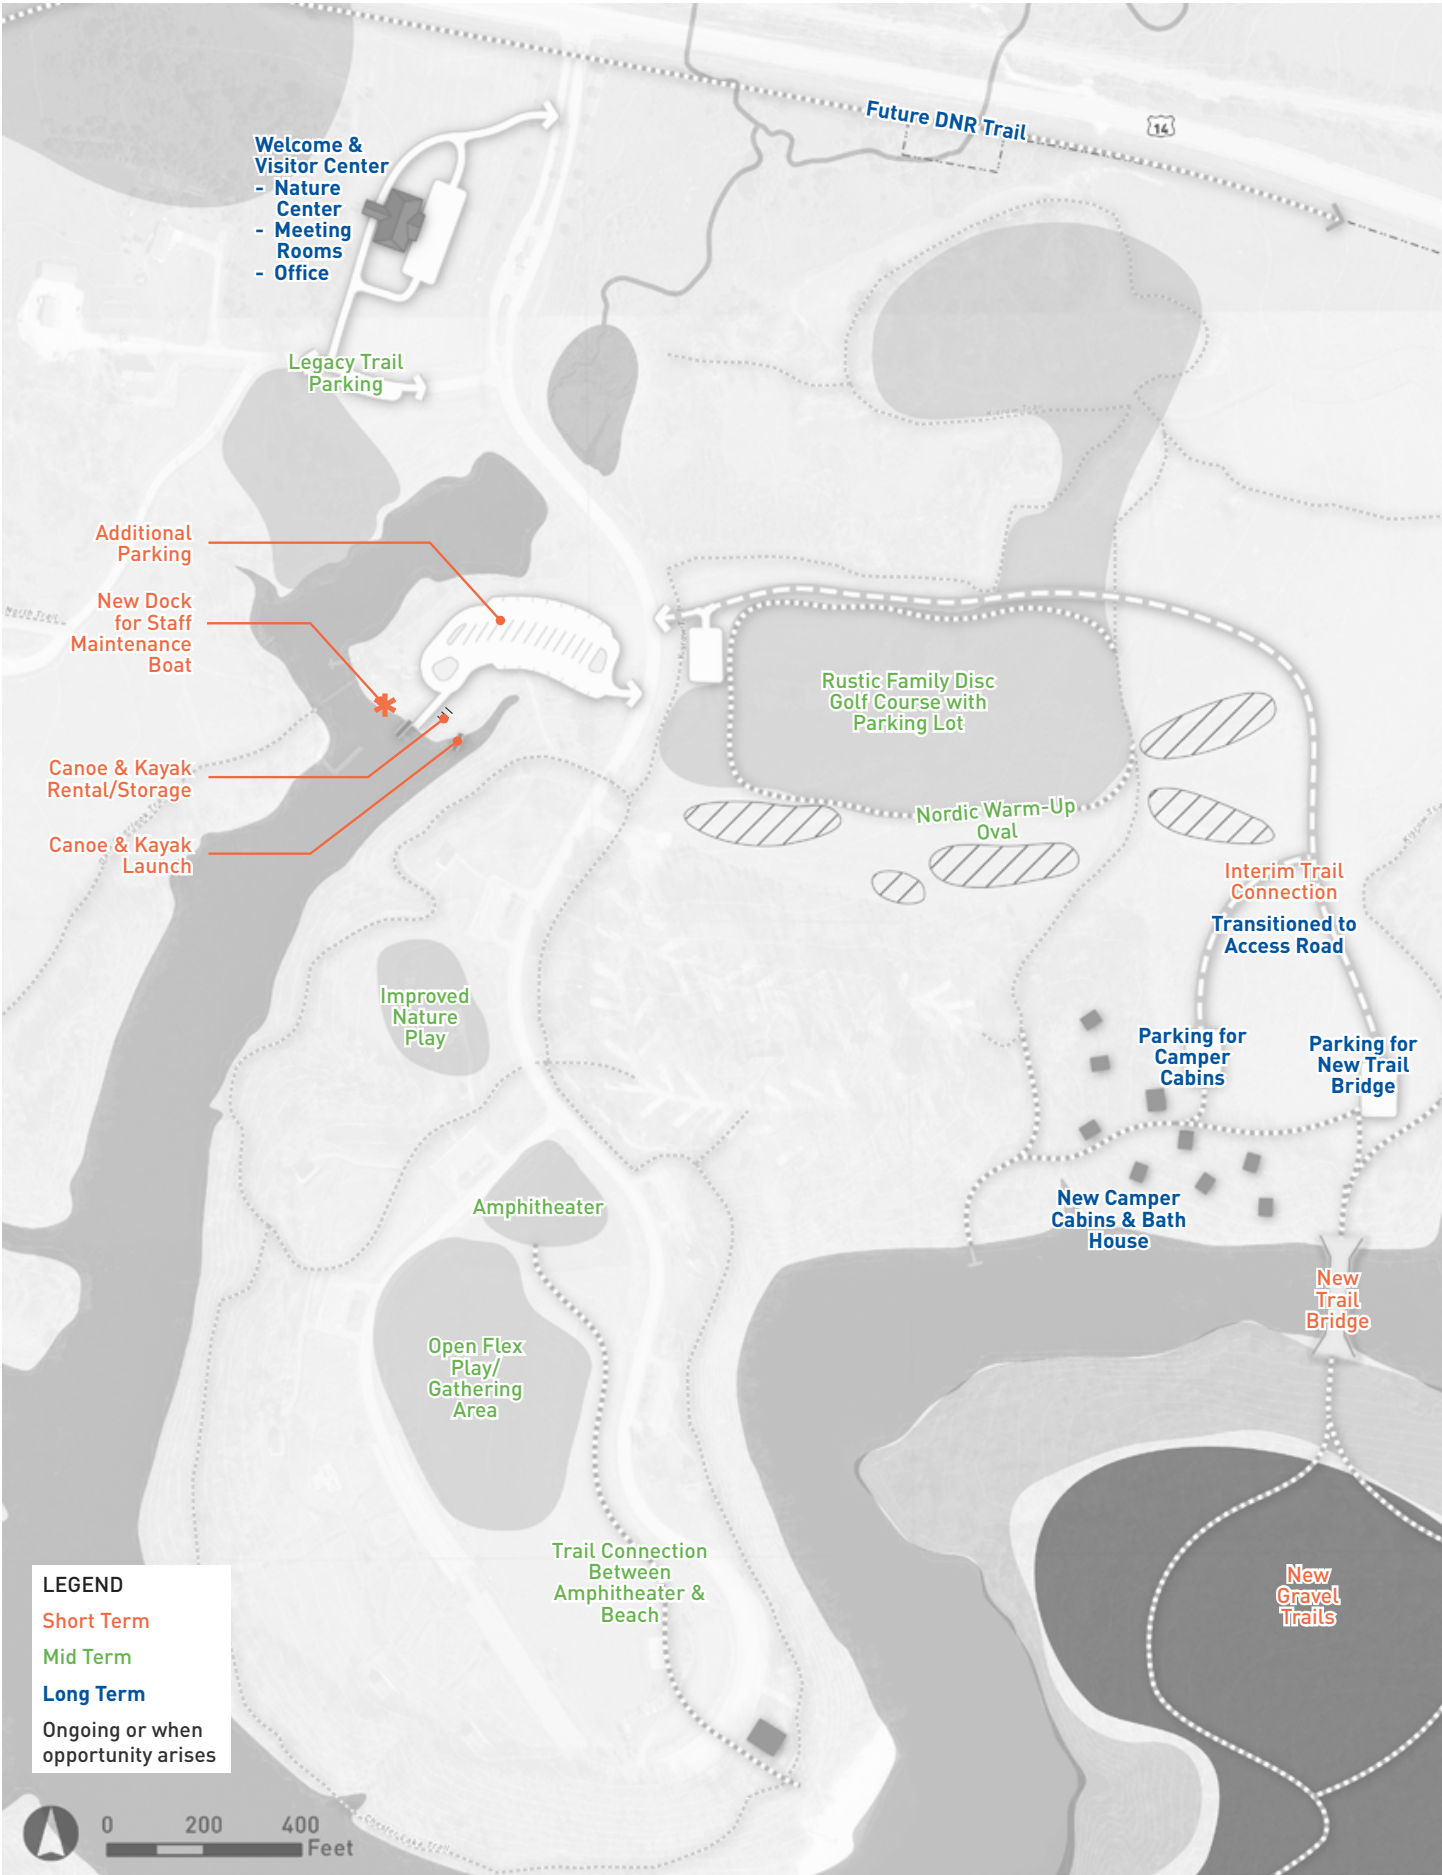 Future DNR Trail
14
Welcome &
Visitor Center
- Nature
Center
- Meeting
Rooms
- Office
Legacy Trail
Parking
Additional
Parking
New Dock
for Staff
Maintenance
Boat
Canoe & Kayak
Rental/Storage
Canoe & Kayak
Launch
Rustic Family Disc
Golf Course with
Parking Lot
Nordic Warm-Up
Oval
Interim Trail
Connection
Transitioned to
Access Road
Improved
Nature
Play
Parking for
Camper
Cabins
Parking for
New Trail
Bridge
Amphitheater
New Camper
Cabins & Bath
House
New
Trail
Bridge
Open Flex
Play/
Gathering
Area
Trail Connection
Between
Amphitheater &
Beach
New
Gravel
Trails
LEGEND
Short Term
Mid Term
Long Term
Ongoing or when
opportunity arises
0 200 400
Feet